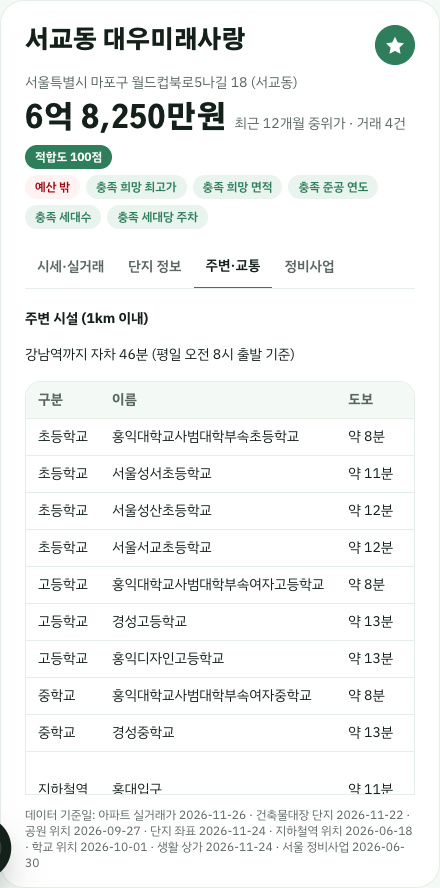 서교동 대우미래사랑
서울특별시 마포구 월드컵북로5나길 18 (서교동)
6억 8,250만원 최근 12개월 중위가 · 거래 4건
적합도 100점
예산 밖 충족 희망 최고가 충족 희망 면적 충족 준공 연도
충족 세대수 충족 세대당 주차
시세·실거래 단지 정보 주변·교통 정비사업
주변 시설 (1km 이내)
강남역까지 자차 46분 (평일 오전 8시 출발 기준)
구분 이름 도보
초등학교 홍익대학교사범대학부속초등학교 약 8분
초등학교 서울성서초등학교 약 11분
초등학교 서울성산초등학교 약 12분
초등학교 서울서교초등학교 약 12분
고등학교 홍익대학교사범대학부속여자고등학교 약 8분
고등학교 경성고등학교 약 13분
고등학교 홍익디자인고등학교 약 13분
중학교 홍익대학교사범대학부속여자중학교 약 8분
중학교 경성중학교 약 13분
지하철역 홍대입구 약 11분
데이터 기준일: 아파트 실거래가 2026-11-26 · 건축물대장 단지 2026-11-22 ·
공원 위치 2026-09-27 · 단지 좌표 2026-11-24 · 지하철역 위치 2026-06-18
· 학교 위치 2026-10-01 · 생활 상가 2026-11-24 · 서울 정비사업 2026-06-
30